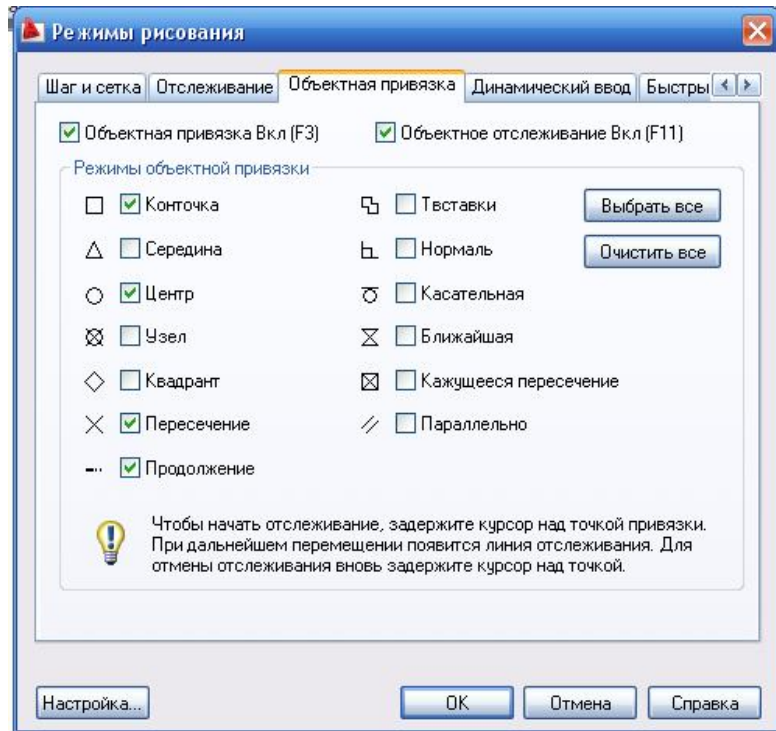 Режимы рисования
Шаг и сетка Отслеживание Объектная привязка Динамический ввод Быстры
Объектная привязка Вкл (F3) Объектное отслеживание Вкл (F11)
Режимы объектной привязки
Конточка Твставки Выбрать все
Середина Нормаль Очистить все
Центр Касательная
Узел Ближайшая
Квадрант Кажущееся пересечение
Пересечение Параллельно
Продолжение
Чтобы начать отслеживание, задержите курсор над точкой привязки.
При дальнейшем перемещении появится линия отслеживания. Для
отмены отслеживания вновь задержите курсор над точкой.
Настройка... OK Отмена Справка